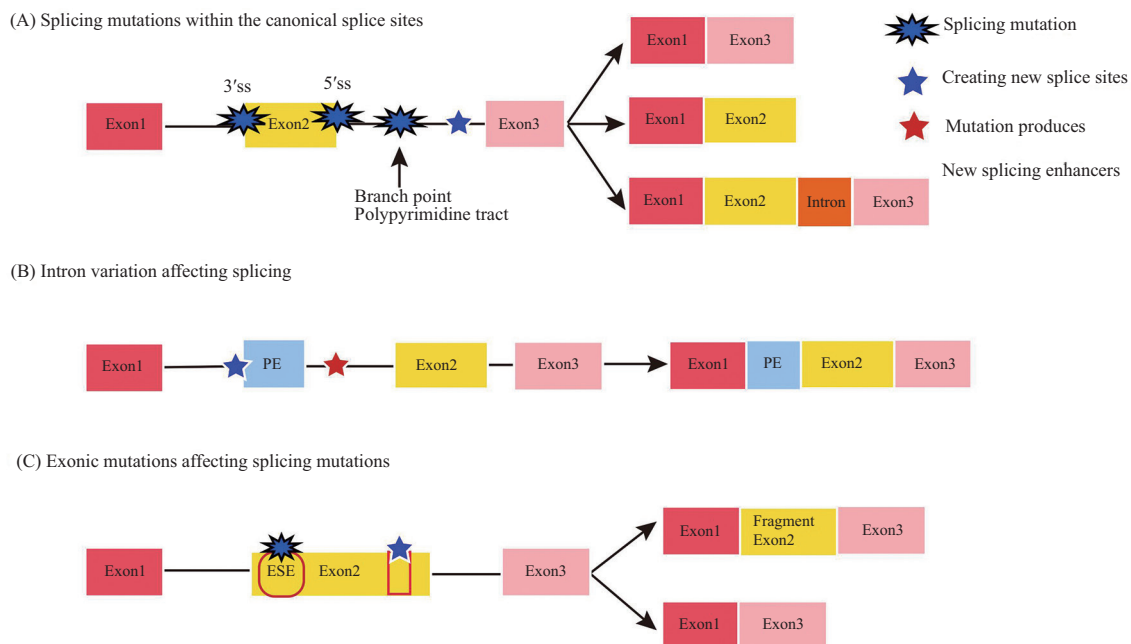 (A) Splicing mutations within the canonical splice sites
3′ss
5′ss
Exon1
Exon2
Exon3
Branch point
Polypyrimidine tract
Exon1
Exon3
Exon1
Exon2
Exon1
Exon2
Intron
Exon3
Splicing mutation
Creating new splice sites
Mutation produces
New splicing enhancers
(B) Intron variation affecting splicing
Exon1
PE
Exon2
Exon3
Exon1
PE
Exon2
Exon3
(C) Exonic mutations affecting splicing mutations
Exon1
ESE
Exon2
Exon3
Exon1
Fragment
Exon2
Exon3
Exon1
Exon3